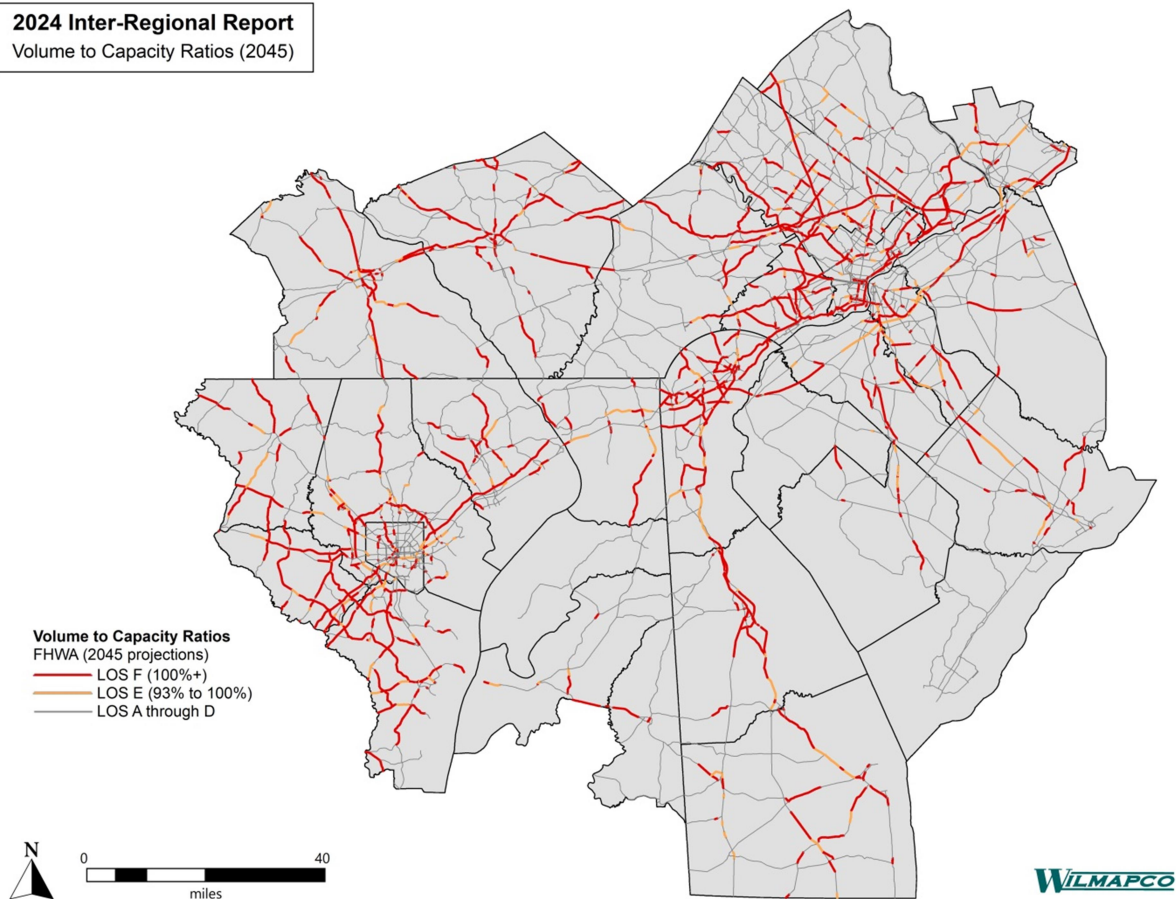 2024 Inter-Regional Report
Volume to Capacity Ratios (2045)
Volume to Capacity Ratios
FHWA (2045 projections)
LOS F (100%+)
LOS E (93% to 100%)
LOS A through D
N
0 40
miles
WILMAPCO